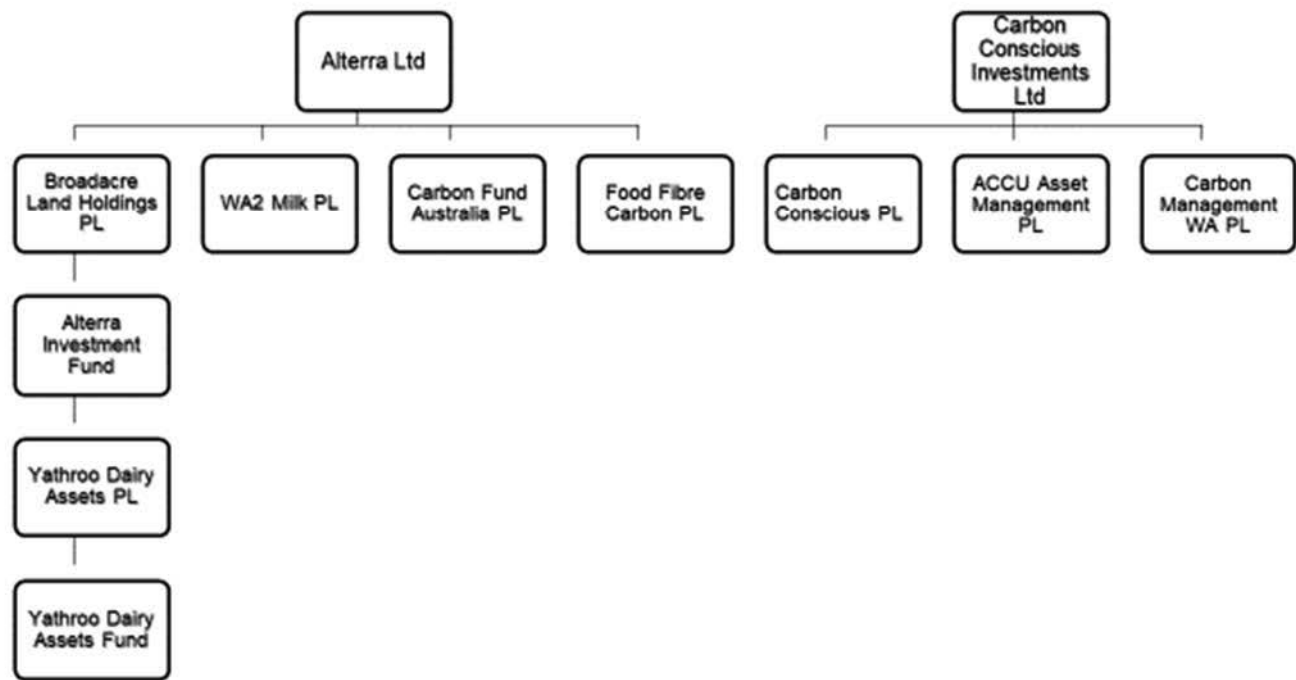 Alterra Ltd
Carbon
Conscious
Investments
Ltd
Broadacre
Land Holdings
PL
WA2 Milk PL
Carbon Fund
Australia PL
Food Fibre
Carbon PL
Carbon
Conscious PL
ACCU Asset
Management
PL
Carbon
Management
WA PL
Alterra
Investment
Fund
Yathroo Dairy
Assets PL
Yathroo Dairy
Assets Fund